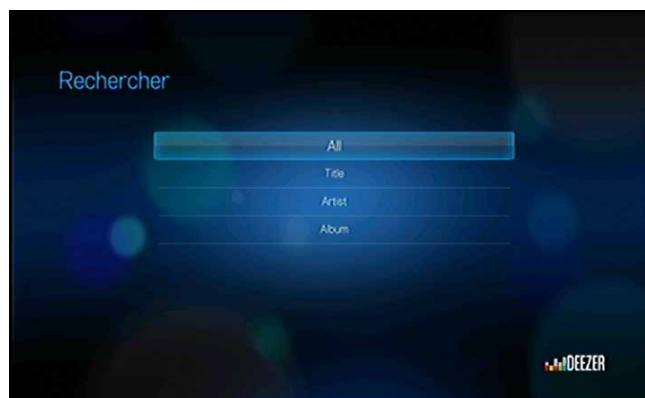 Rechercher
All
Title
Artist
Album
DEEZER